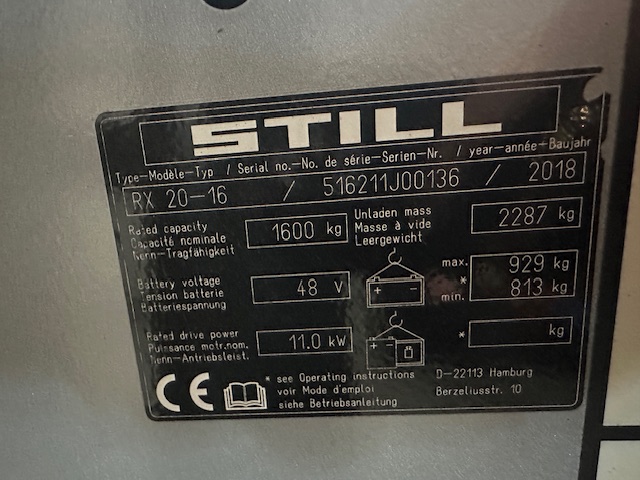 STILL
Type-Modèle-Typ / Serial no.-No. de série-Serien-Nr. / year-année-Baujahr
RX 20-16 / 516211J00136 / 2018
Rated capacity
Capacité nominale
Nenn-Tragfähigkeit
1600 kg
Unladen mass
Masse à vide
Leergewicht
2287 kg
Battery voltage
Tension batterie
Batteriespannung
48 V
+ -
max. 929 kg
*
min. 813 kg
Rated drive power
Puissance motr.nom.
Nenn-Antriebsleist.
11.0 kW
+ -
* kg
CE
* see Operating instructions
voir Mode d'emploi
siehe Betriebsanleitung
D-22113 Hamburg
Berzeliusstr. 10